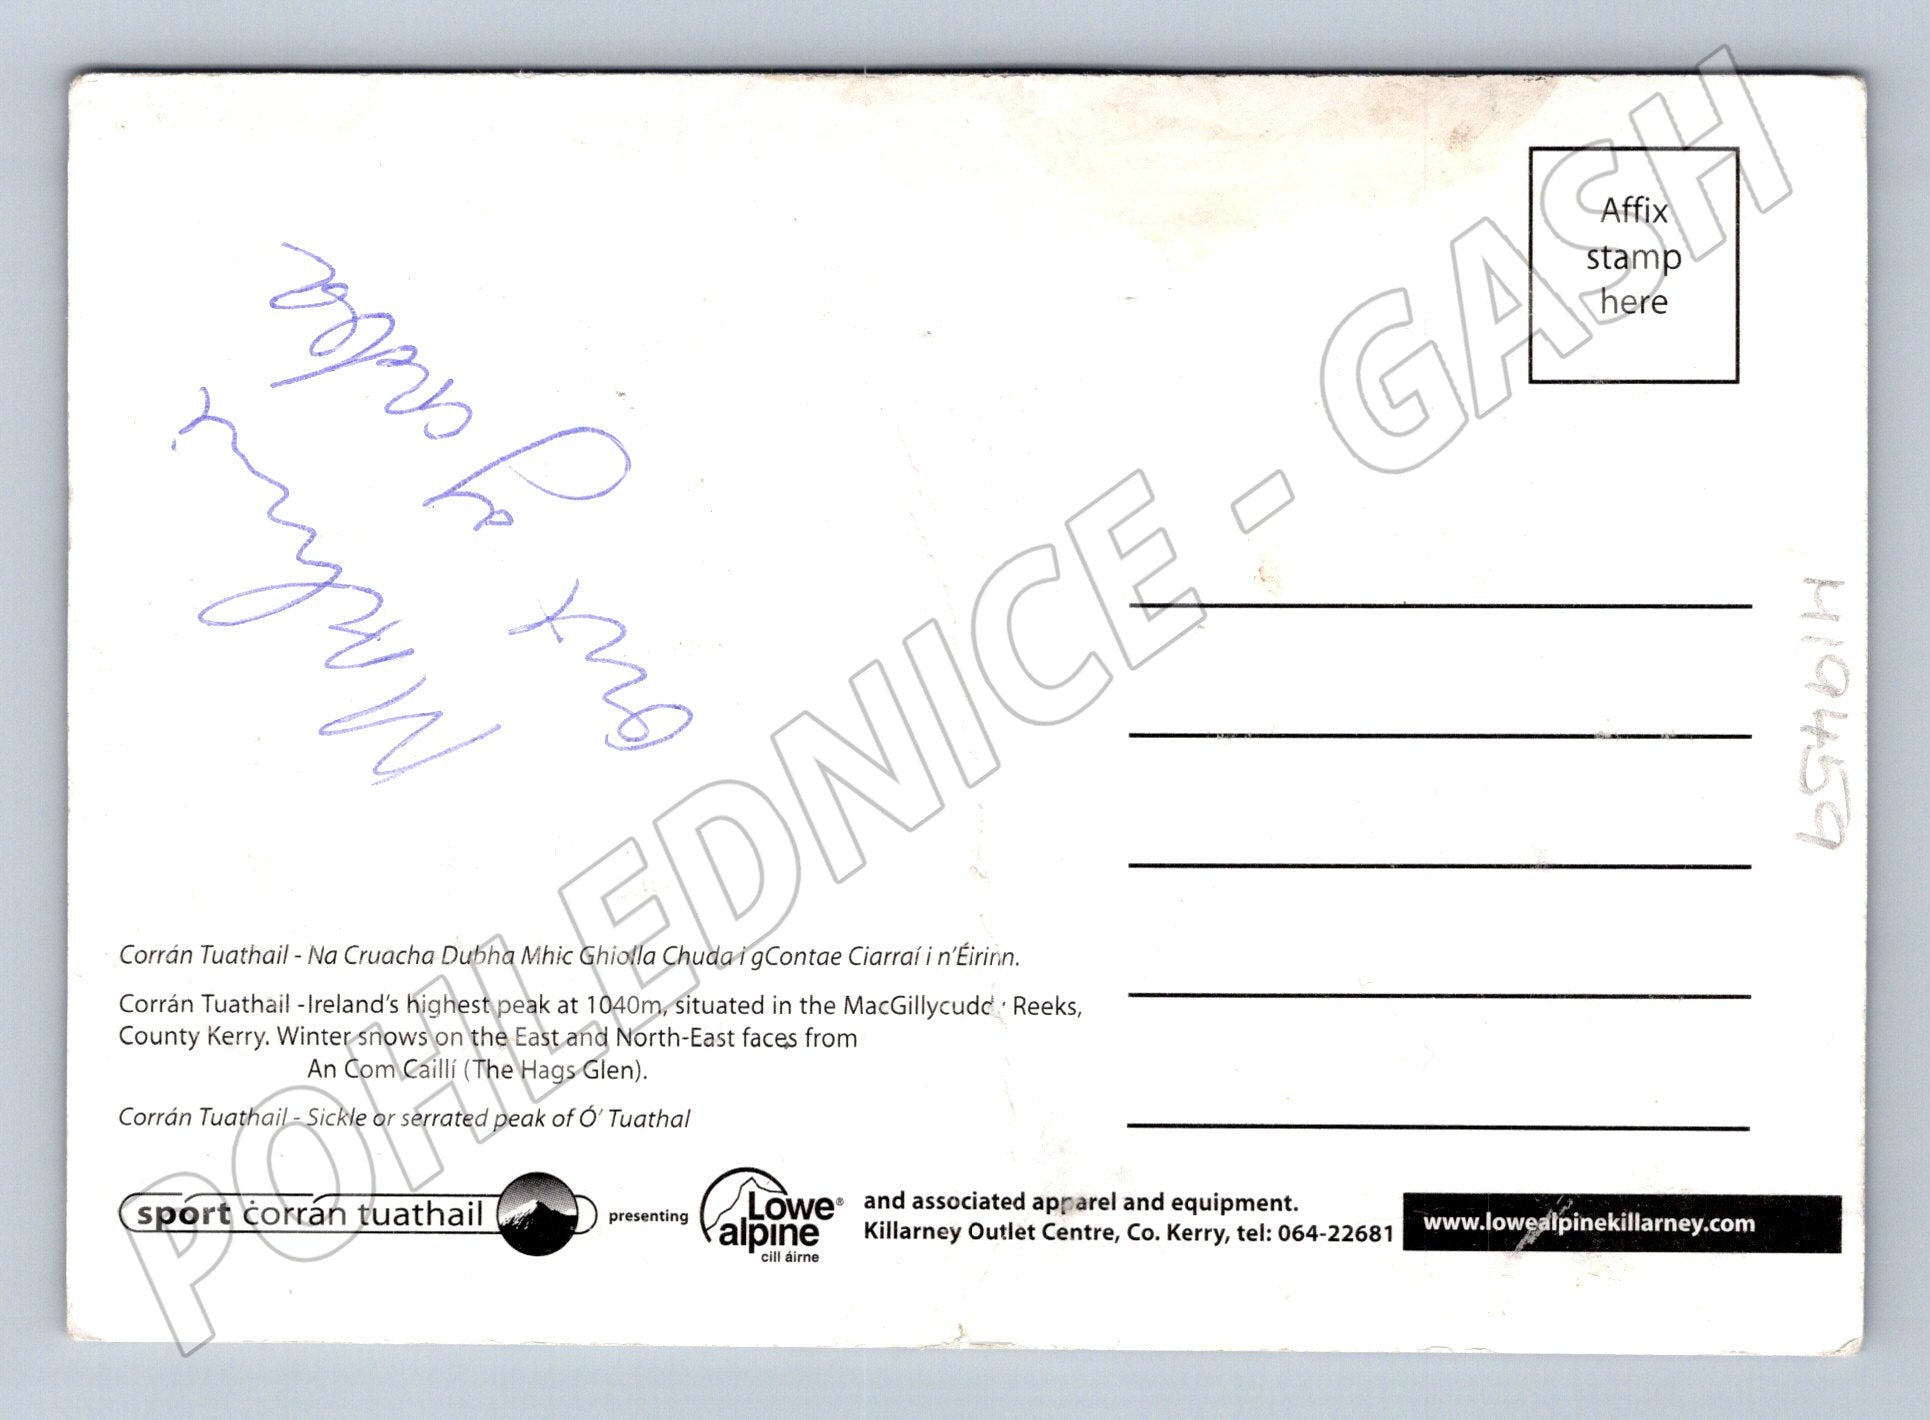 Affix
stamp
here
H19459
Corrán Tuathail - Na Cruacha Dubha Mhic Ghiolla Chuda i gContae Ciarraí i n'Éirinn.
Corrán Tuathail -Ireland's highest peak at 1040m, situated in the Reeks,
County Kerry. Winter snows on the East and North-East faces from
An Com Caillí (The Hags Glen).
Corrán Tuathail - Sickle or serrated peak of Ó' Tuathal
sport corrán tuathail
presenting
Lowe®
alpine
cill áirne
and associated apparel and equipment.
Killarney Outlet Centre, Co. Kerry, tel: 064-22681
www.lowealpinekillarney.com
POHLEDNICE - GASH